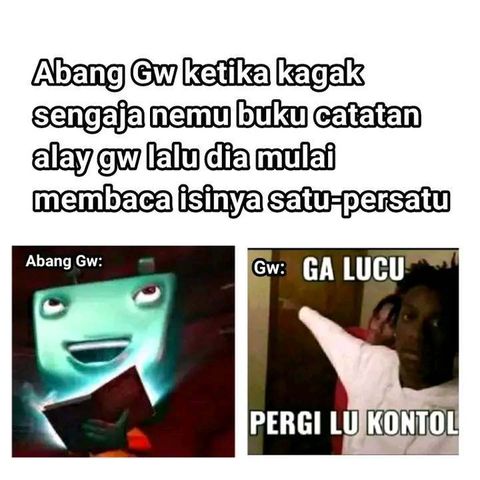 Abang Gw ketika kagak
sengaja nemu buku catatan
alay gw lalu dia mulai
membaca isinya satu-persatu
Abang Gw:
Gw: GA LUCU
PERGI LU KONTOL